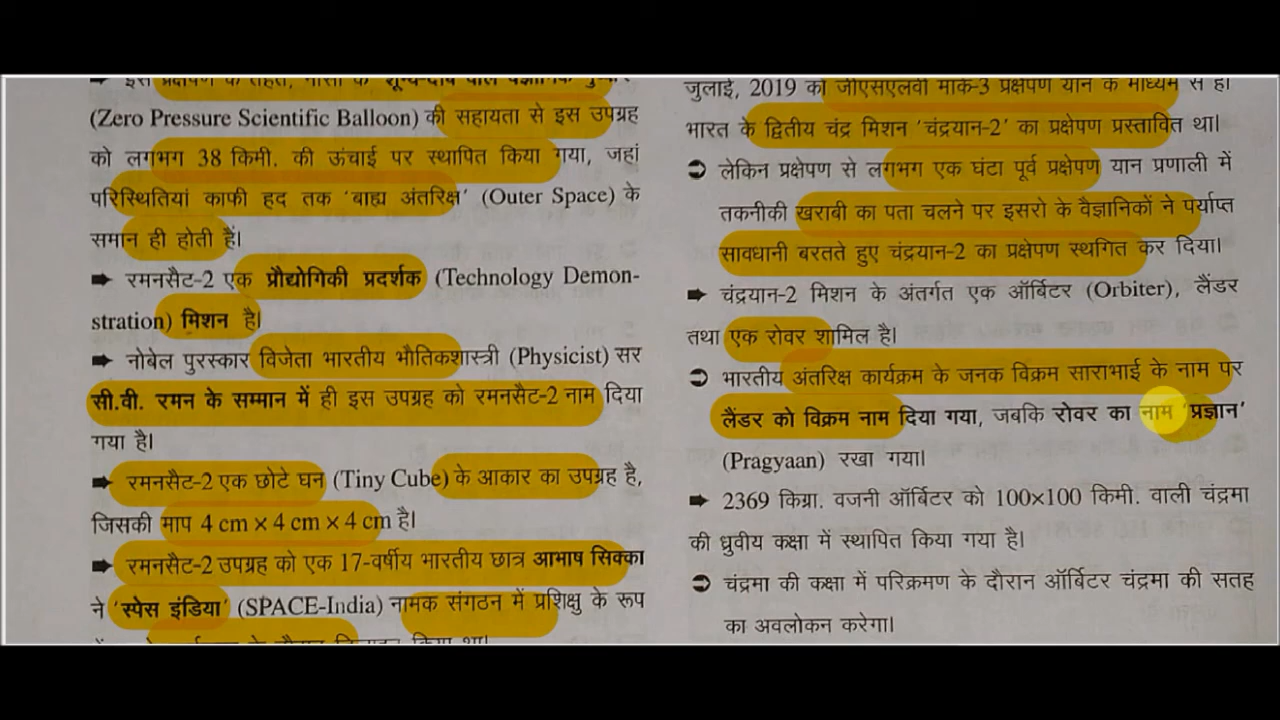 ➡ इस प्रक्षेपण के तहत, नासा के शून्य-दाब वाले वैज्ञानिक
(Zero Pressure Scientific Balloon) की सहायता से इस उपग्रह
को लगभग 38 किमी. की ऊंचाई पर स्थापित किया गया, जहां
परिस्थितियां काफी हद तक 'बाह्य अंतरिक्ष' (Outer Space) के
समान ही होती हैं।
➡ रमनसैट-2 एक प्रौद्योगिकी प्रदर्शक (Technology Demon-
stration) मिशन है।
➡ नोबेल पुरस्कार विजेता भारतीय भौतिकशास्त्री (Physicist) सर
सी.वी. रमन के सम्मान में ही इस उपग्रह को रमनसैट-2 नाम दिया
गया है।
➡ रमनसैट-2 एक छोटे घन (Tiny Cube) के आकार का उपग्रह है,
जिसकी माप 4 cm × 4 cm × 4 cm है।
➡ रमनसैट-2 उपग्रह को एक 17-वर्षीय भारतीय छात्र आभाष सिक्का
ने 'स्पेस इंडिया' (SPACE-India) नामक संगठन में प्रशिक्षु के रूप
किया था।
जुलाई, 2019 को जीएसएलवी मार्क-3 प्रक्षेपण यान के माध्यम से ही
भारत के द्वितीय चंद्र मिशन 'चंद्रयान-2' का प्रक्षेपण प्रस्तावित था।
➲ लेकिन प्रक्षेपण से लगभग एक घंटा पूर्व प्रक्षेपण यान प्रणाली में
तकनीकी खराबी का पता चलने पर इसरो के वैज्ञानिकों ने पर्याप्त
सावधानी बरतते हुए चंद्रयान-2 का प्रक्षेपण स्थगित कर दिया।
➡ चंद्रयान-2 मिशन के अंतर्गत एक ऑर्बिटर (Orbiter), लैंडर
तथा एक रोवर शामिल है।
➲ भारतीय अंतरिक्ष कार्यक्रम के जनक विक्रम साराभाई के नाम पर
लैंडर को विक्रम नाम दिया गया, जबकि रोवर का नाम 'प्रज्ञान'
(Pragyaan) रखा गया।
➡ 2369 किग्रा. वजनी ऑर्बिटर को 100×100 किमी. वाली चंद्रमा
की ध्रुवीय कक्षा में स्थापित किया गया है।
➲ चंद्रमा की कक्षा में परिक्रमण के दौरान ऑर्बिटर चंद्रमा की सतह
का अवलोकन करेगा।